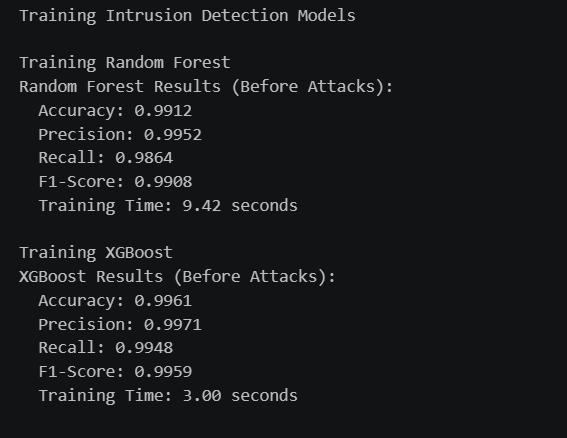 Training Intrusion Detection Models
Training Random Forest
Random Forest Results (Before Attacks):
Accuracy: 0.9912
Precision: 0.9952
Recall: 0.9864
F1-Score: 0.9908
Training Time: 9.42 seconds
Training XGBoost
XGBoost Results (Before Attacks):
Accuracy: 0.9961
Precision: 0.9971
Recall: 0.9948
F1-Score: 0.9959
Training Time: 3.00 seconds